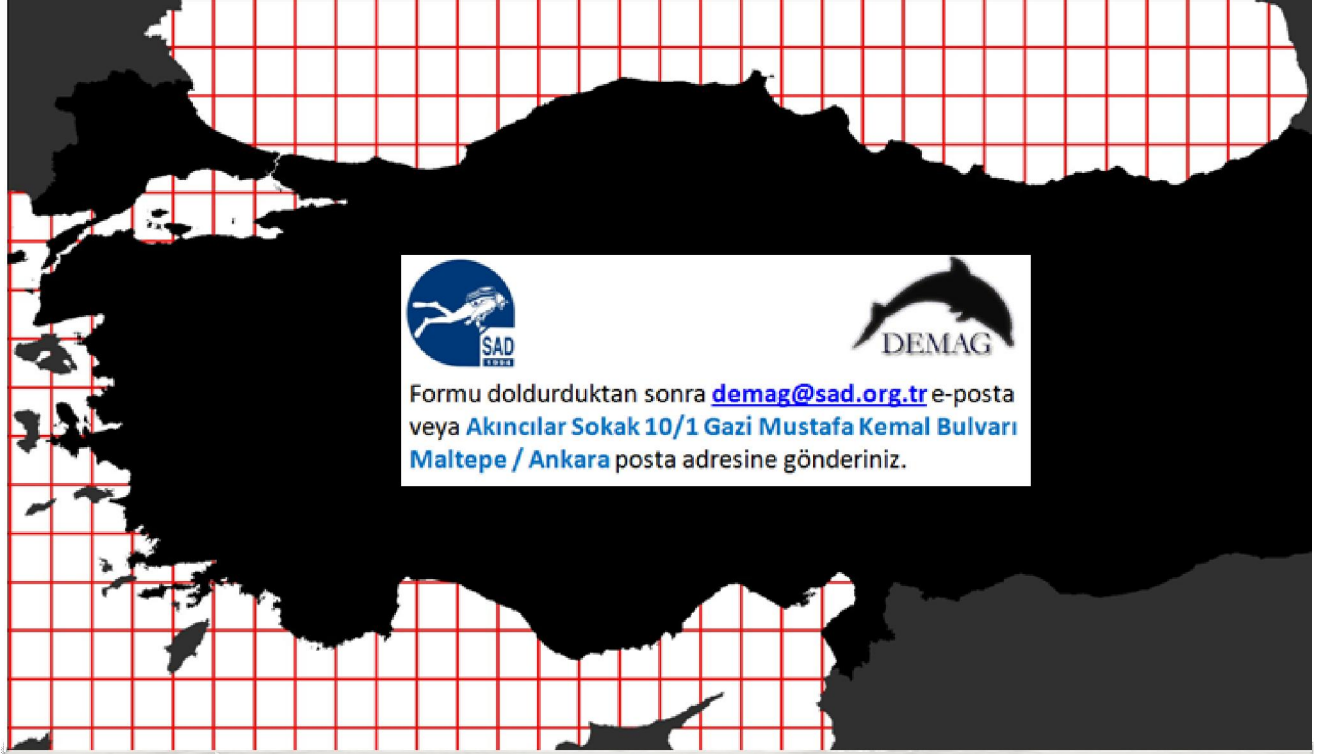 SAD
1994
DEMAG
Formu doldurduktan sonra demag@sad.org.tr e-posta
veya Akıncılar Sokak 10/1 Gazi Mustafa Kemal Bulvarı
Maltepe / Ankara posta adresine gönderiniz.